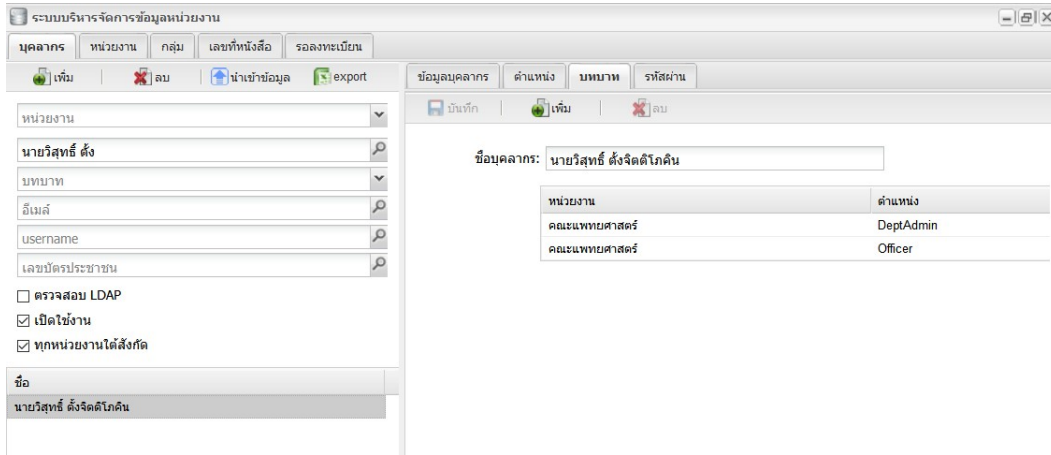 ระบบบริหารจัดการข้อมูลหน่วยงาน
บุคลากร หน่วยงาน กลุ่ม เลขที่หนังสือ รอลงทะเบียน
เพิ่ม ลบ นำเข้าข้อมูล export
หน่วยงาน
นายวิสุทธิ์ ตั้ง
บทบาท
อีเมล์
username
เลขบัตรประชาชน
ตรวจสอบ LDAP
เปิดใช้งาน
ทุกหน่วยงานใต้สังกัด
ชื่อ
นายวิสุทธิ์ ตั้งจิตติโภคิน
ข้อมูลบุคลากร ตำแหน่ง บทบาท รหัสผ่าน
บันทึก เพิ่ม ลบ
ชื่อบุคลากร: นายวิสุทธิ์ ตั้งจิตติโภคิน
หน่วยงาน ตำแหน่ง
คณะแพทยศาสตร์ DeptAdmin
คณะแพทยศาสตร์ Officer